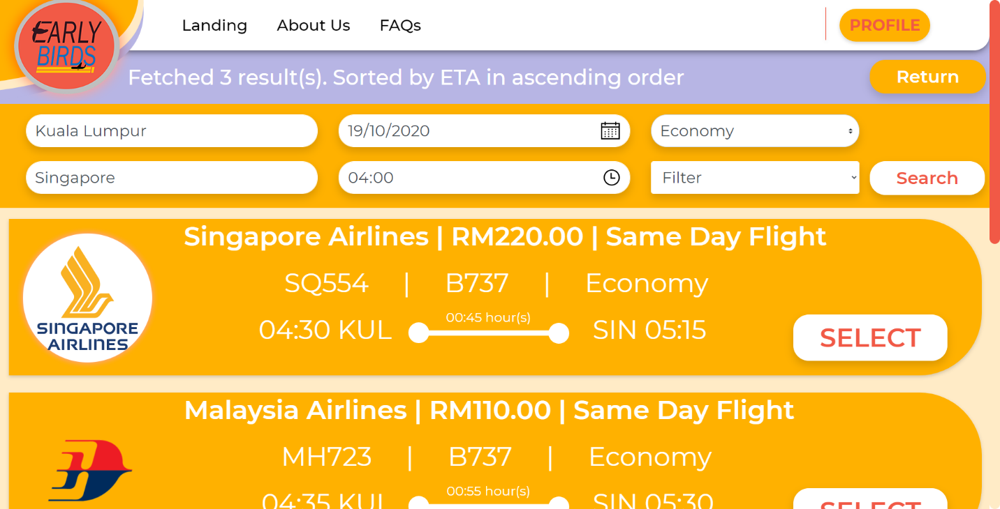 EARLY
BIRDS
Landing About Us FAQs PROFILE
Fetched 3 result(s). Sorted by ETA in ascending order Return
Kuala Lumpur 19/10/2020 Economy
Singapore 04:00 Filter Search
Singapore Airlines | RM220.00 | Same Day Flight
SINGAPORE
AIRLINES
SQ554 | B737 | Economy
00:45 hour(s)
04:30 KUL SIN 05:15
SELECT
Malaysia Airlines | RM110.00 | Same Day Flight
MH723 | B737 | Economy
00:55 hour(s)
04:35 KUL SIN 05:30
SELECT